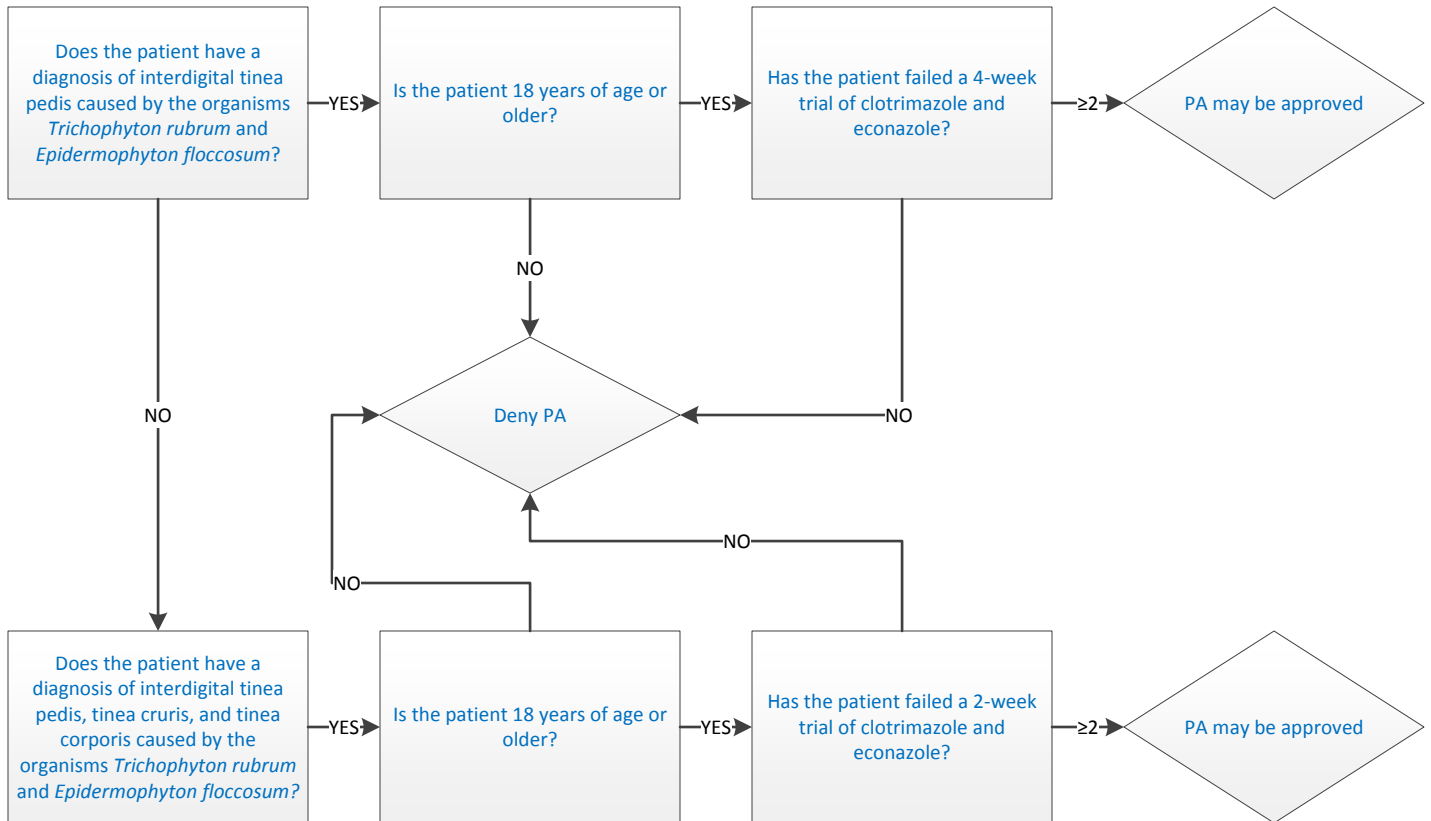 Does the patient have a
diagnosis of interdigital tinea
pedis caused by the organisms
Trichophyton rubrum and
Epidermophyton floccosum?
YES
Is the patient 18 years of age or
older?
YES
Has the patient failed a 4-week
trial of clotrimazole and
econazole?
≥2
PA may be approved
NO
NO
NO
Deny PA
NO
NO
Does the patient have a
diagnosis of interdigital tinea
pedis, tinea cruris, and tinea
corporis caused by the
organisms Trichophyton rubrum
and Epidermophyton floccosum?
YES
Is the patient 18 years of age or
older?
YES
Has the patient failed a 2-week
trial of clotrimazole and
econazole?
≥2
PA may be approved